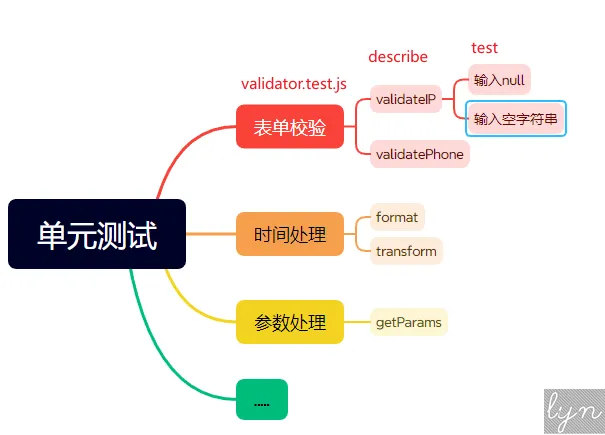 test
describe
validator.test.js
输入null
validateIP
输入空字符串
表单校验
validatePhone
单元测试
format
时间处理
transform
参数处理
getParams
.....
lyn